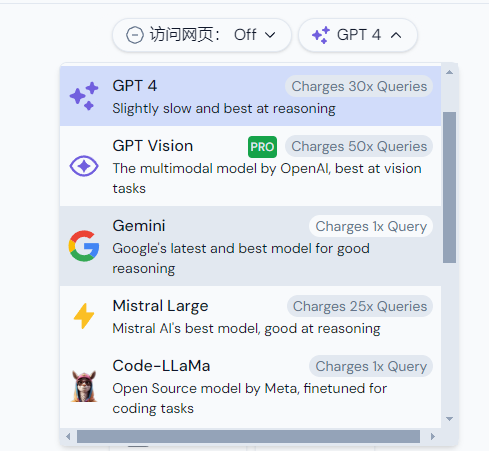 访问网页： Off GPT 4
GPT 4 Charges 30x Queries
Slightly slow and best at reasoning
GPT Vision PRO Charges 50x Queries
The multimodal model by OpenAI, best at vision
tasks
Gemini Charges 1x Query
Google's latest and best model for good
reasoning
Mistral Large Charges 25x Queries
Mistral AI's best model, good at reasoning
Code-LLaMa Charges 1x Query
Open Source model by Meta, finetuned for
coding tasks